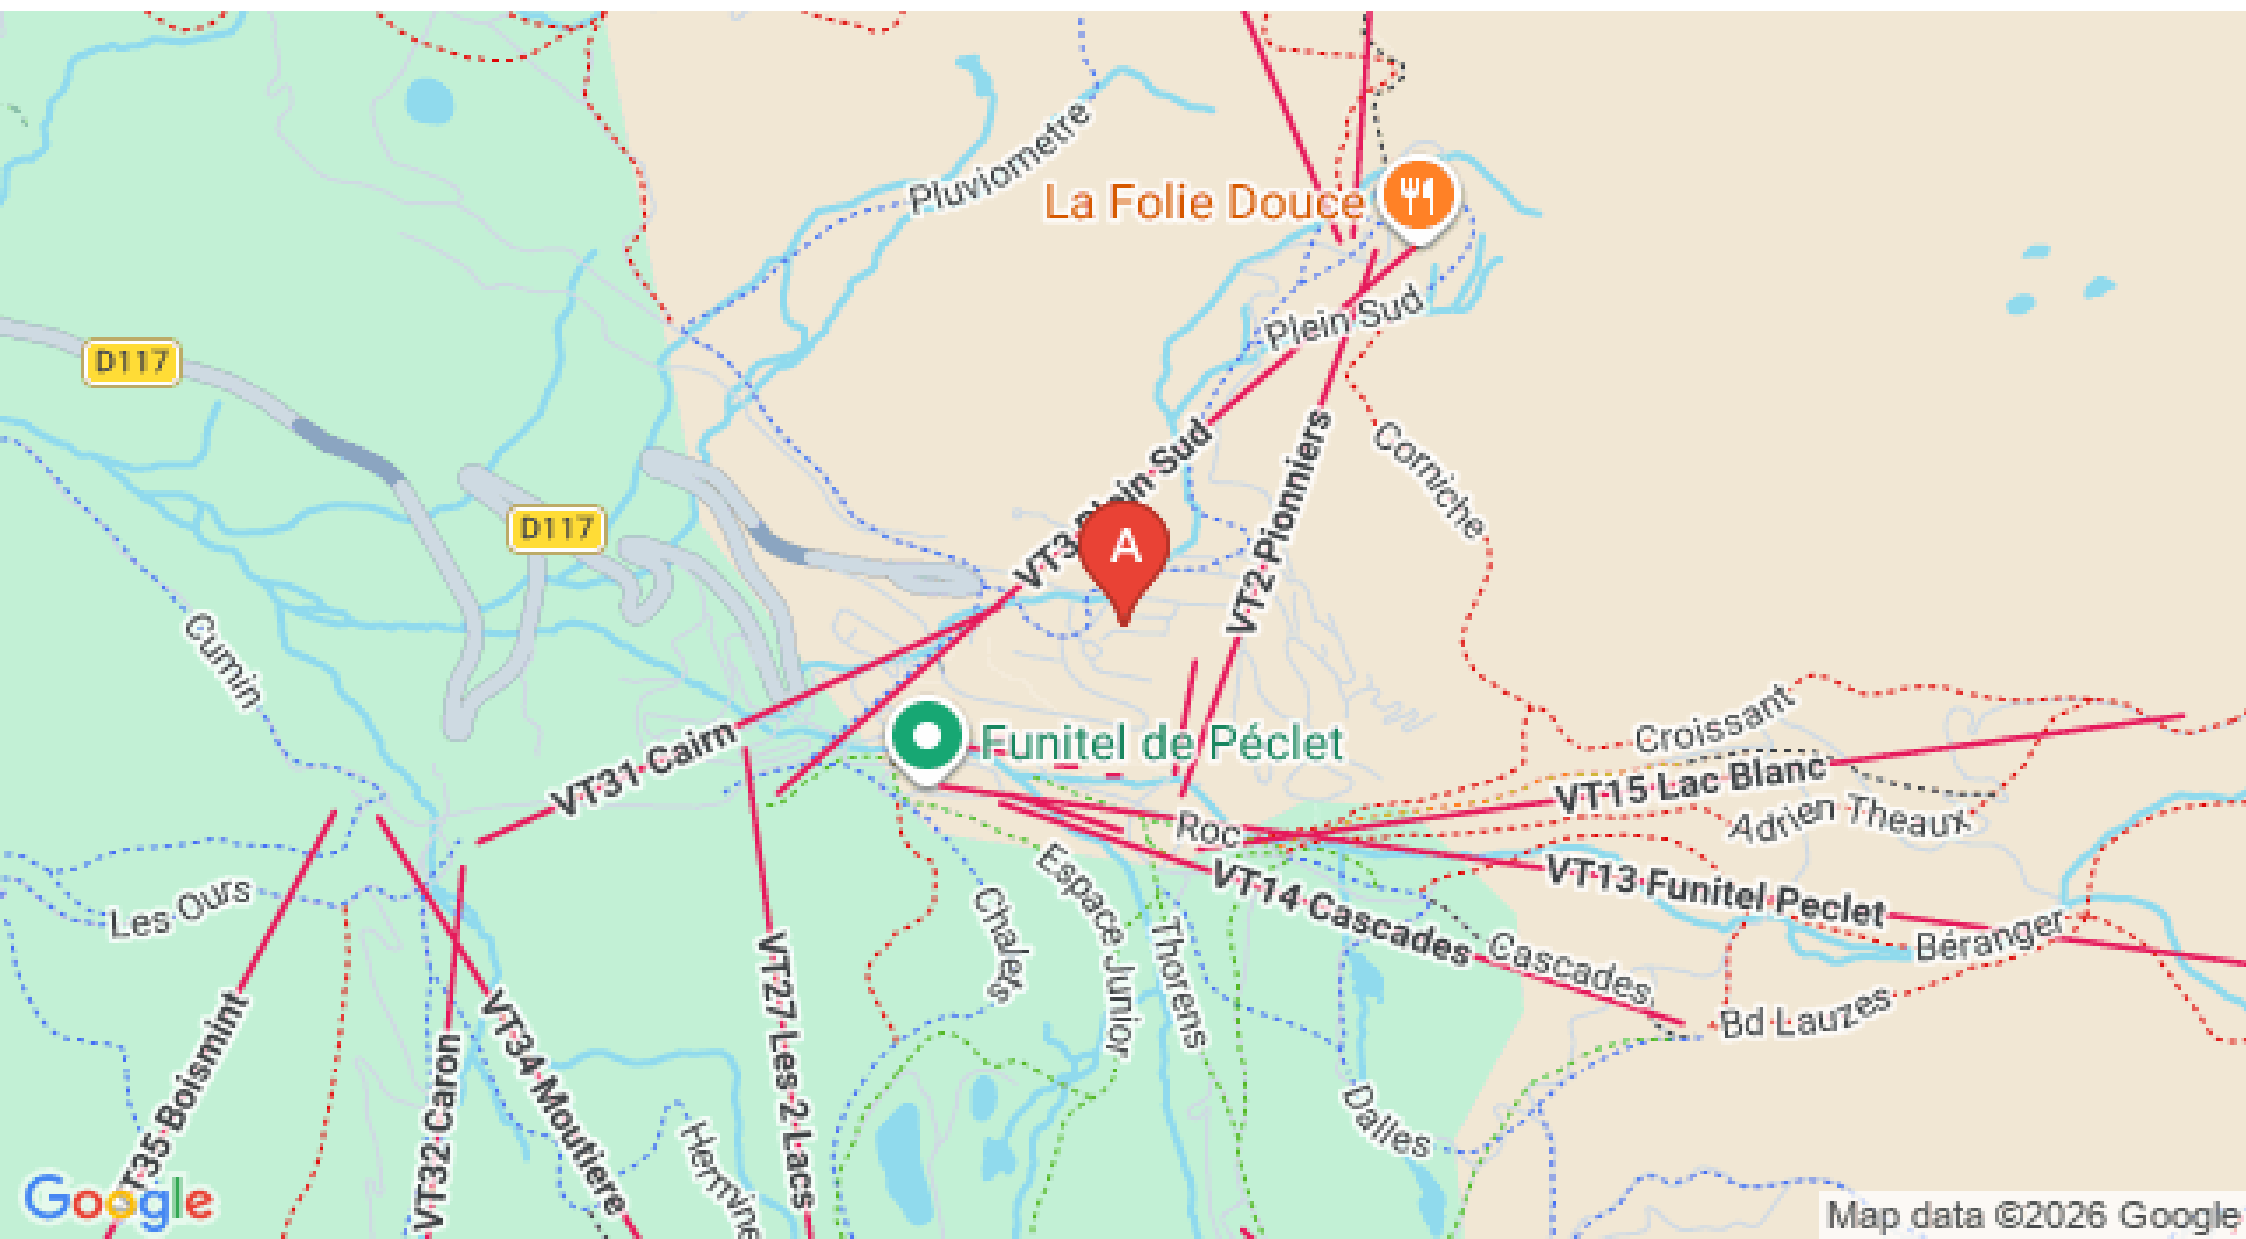 Pluviometre
La Folie Douce
Plein Sud
D117
Corniche
VT3 Plein Sud
D117
VT2 Pionniers
A
Cumin
Croissant
Funitel de Péclet
VT31 Cairn
VT15 Lac Blanc
Adrien Theaux
Roc
VT13 Funitel Peclet
VT14 Cascades
Espace Junior
Les Ours
Chalets
Thorens
Cascades
Béranger
Bd Lauzes
VT27 Les 2 Lacs
VT34 Moutiere
VT35 Boismint
VT32 Caron
Dalles
Hermine
Google
Map data ©2026 Google